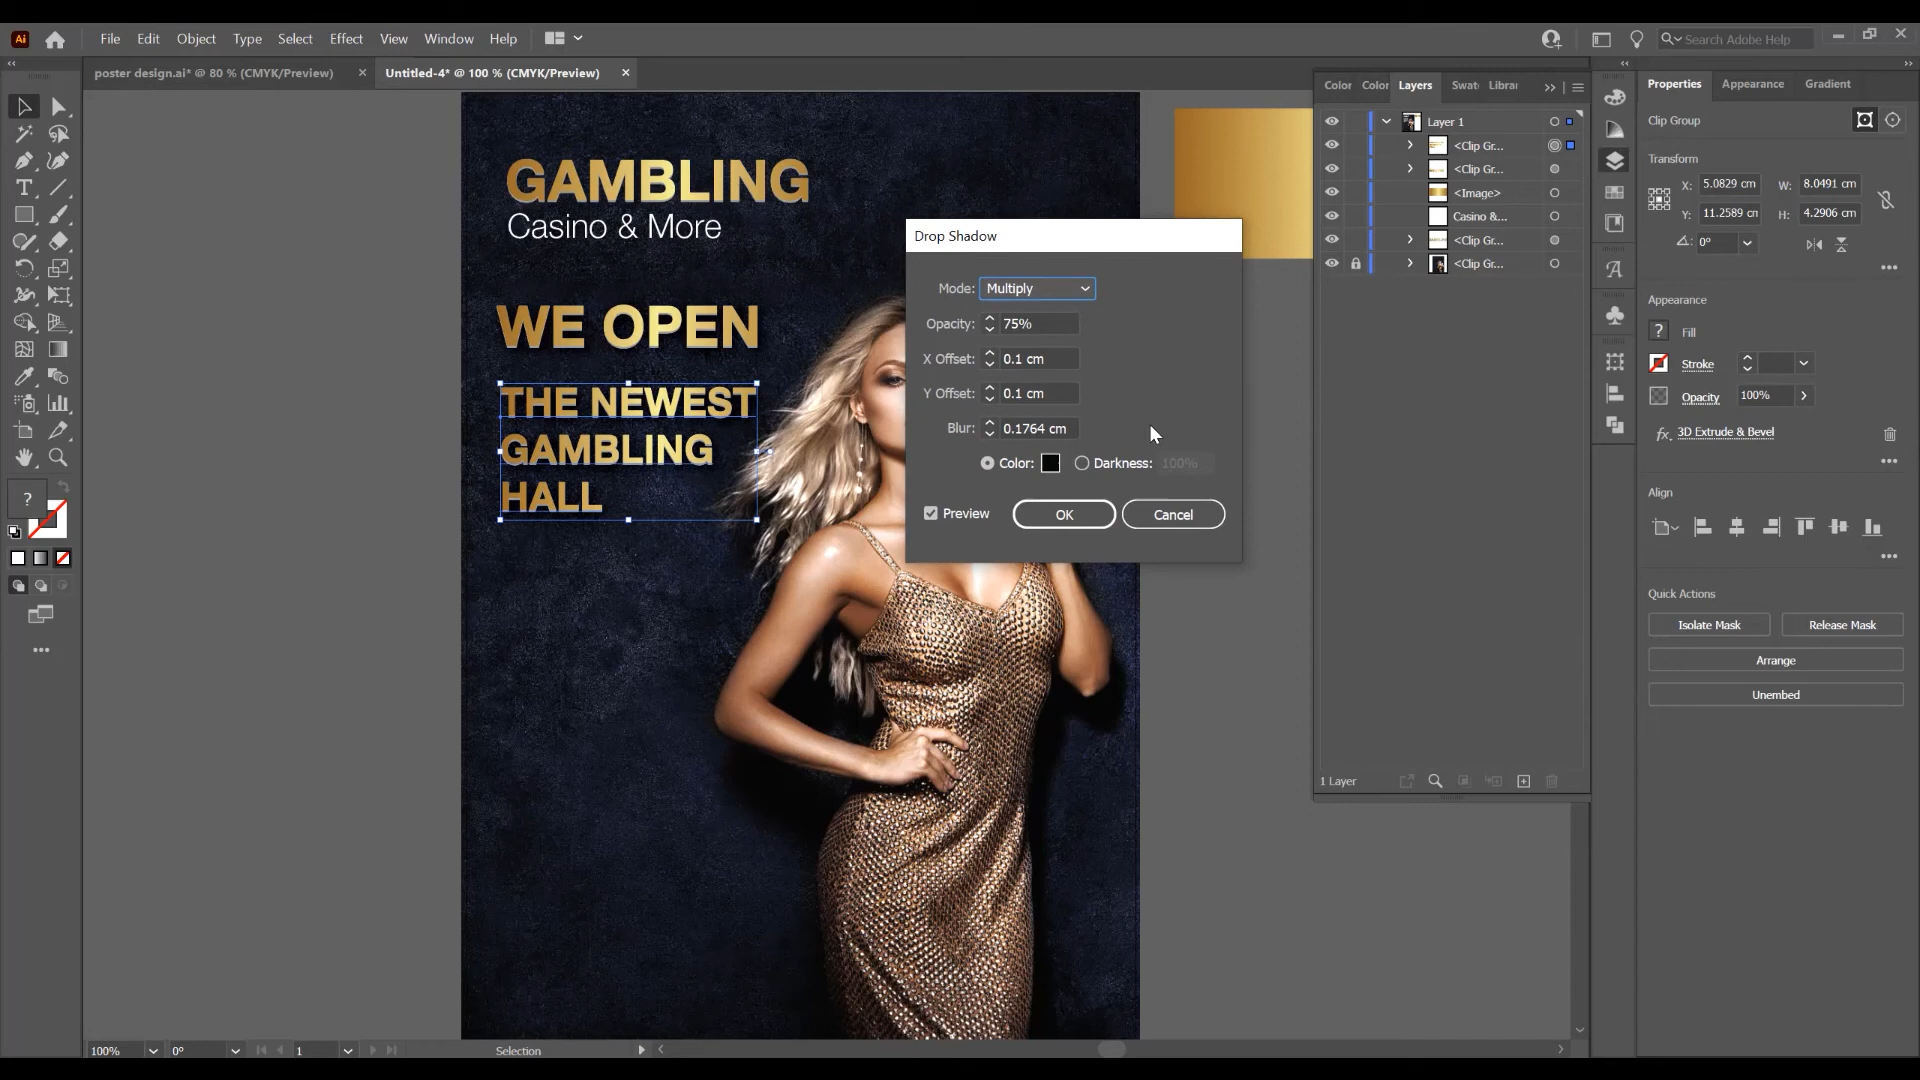 Ai
File Edit Object Type Select Effect View Window Help
Search Adobe Help
poster design.ai* @ 80 % (CMYK/Preview)
Untitled-4* @ 100 % (CMYK/Preview)
GAMBLING
Casino & More
WE OPEN
THE NEWEST
GAMBLING
HALL
Drop Shadow
Mode: Multiply
Opacity: 75%
X Offset: 0.1 cm
Y Offset: 0.1 cm
Blur: 0.1764 cm
Color: Darkness: 100%
Preview OK Cancel
Color Color Layers Swat Librar
Layer 1
<Clip Gr...
<Clip Gr...
<Image>
Casino &...
<Clip Gr...
<Clip Gr...
1 Layer
Properties Appearance Gradient
Clip Group
Transform
X: 5.0829 cm W: 8.0491 cm
Y: 11.2589 cm H: 4.2906 cm
0°
Appearance
? Fill
Stroke
Opacity 100%
fx. 3D Extrude & Bevel
Align
Quick Actions
Isolate Mask Release Mask
Arrange
Unembed
?
100% 0° 1 Selection